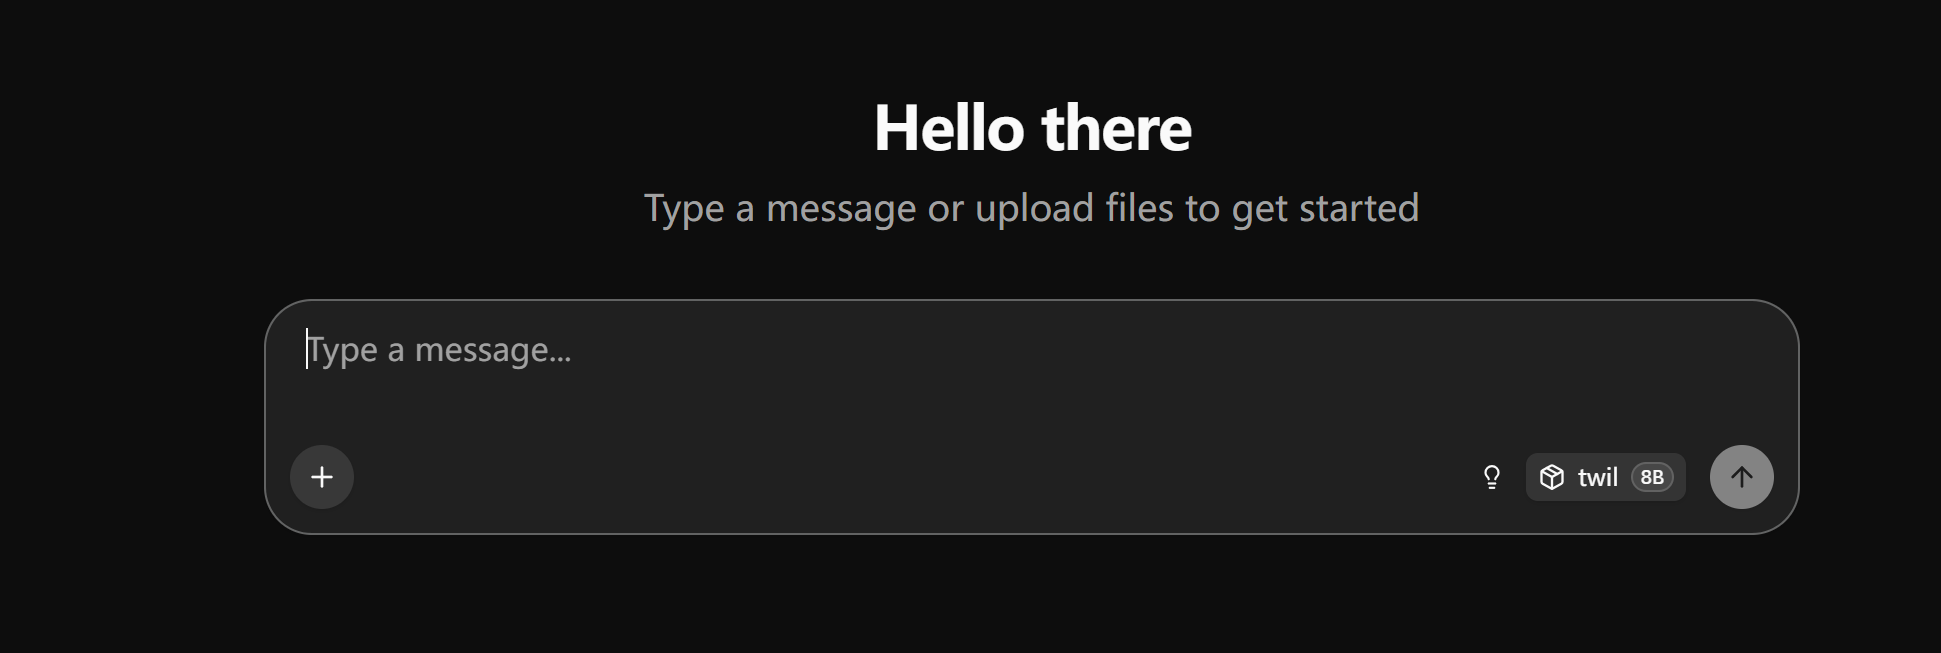 Hello there
Type a message or upload files to get started
Type a message...
twil 8B